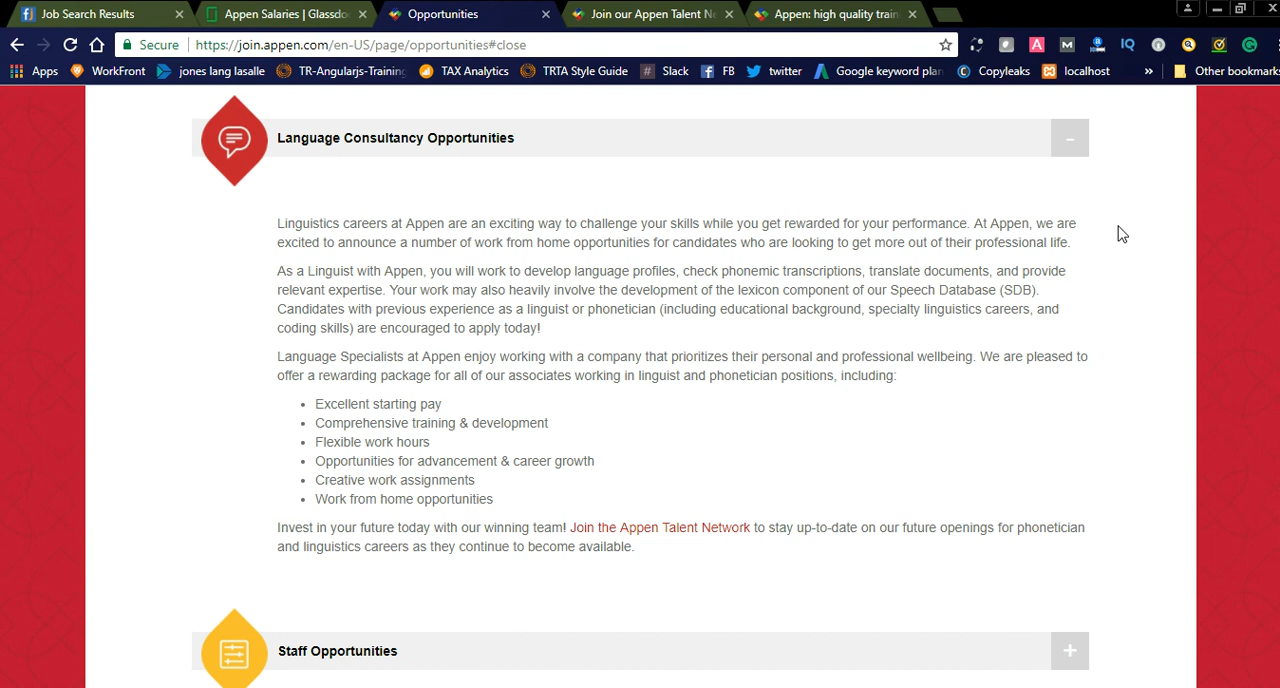 Job Search Results
Appen Salaries | Glassdo
Opportunities
Join our Appen Talent N
Appen: high quality train
Secure
https://join.appen.com/en-US/page/opportunities#close
Apps
WorkFront
jones lang lasalle
TR-Angularjs-Training
TAX Analytics
TRTA Style Guide
Slack
FB
twitter
Google keyword plan
Copyleaks
localhost
»
Other bookmarks
Language Consultancy Opportunities
Linguistics careers at Appen are an exciting way to challenge your skills while you get rewarded for your performance. At Appen, we are
excited to announce a number of work from home opportunities for candidates who are looking to get more out of their professional life.
As a Linguist with Appen, you will work to develop language profiles, check phonemic transcriptions, translate documents, and provide
relevant expertise. Your work may also heavily involve the development of the lexicon component of our Speech Database (SDB).
Candidates with previous experience as a linguist or phonetician (including educational background, specialty linguistics careers, and
coding skills) are encouraged to apply today!
Language Specialists at Appen enjoy working with a company that prioritizes their personal and professional wellbeing. We are pleased to
offer a rewarding package for all of our associates working in linguist and phonetician positions, including:
• Excellent starting pay
• Comprehensive training & development
• Flexible work hours
• Opportunities for advancement & career growth
• Creative work assignments
• Work from home opportunities
Invest in your future today with our winning team! Join the Appen Talent Network to stay up-to-date on our future openings for phonetician
and linguistics careers as they continue to become available.
Staff Opportunities